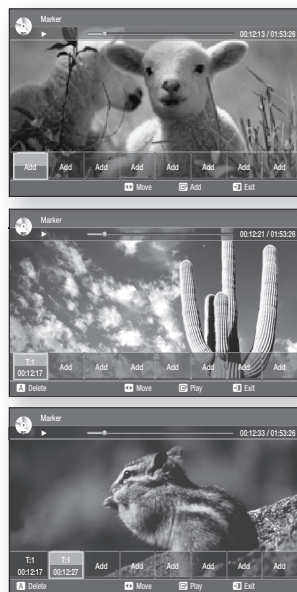 Marker
▶ 00:12:13 / 01:53:26
Add Add Add Add Add Add Add Add
Move Add Exit
Marker
▶ 00:12:21 / 01:53:26
T:1
00:12:17 Add Add Add Add Add Add Add
A Delete Move Play Exit
Marker
▶ 00:12:33 / 01:53:26
T:1 T:1
00:12:17 00:12:27 Add Add Add Add Add Add
A Delete Move Play Exit